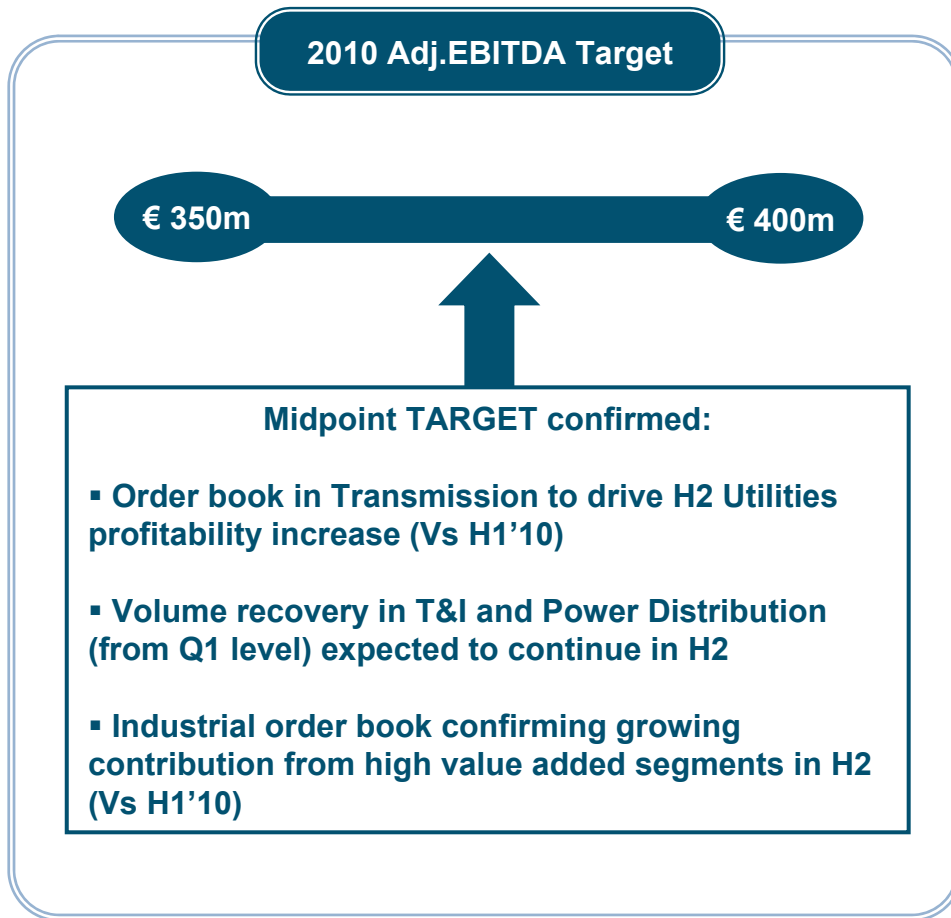 2010 Adj.EBITDA Target
€ 350m
€ 400m
Midpoint TARGET confirmed:
▪ Order book in Transmission to drive H2 Utilities
profitability increase (Vs H1’10)
▪ Volume recovery in T&I and Power Distribution
(from Q1 level) expected to continue in H2
▪ Industrial order book confirming growing
contribution from high value added segments in H2
(Vs H1’10)